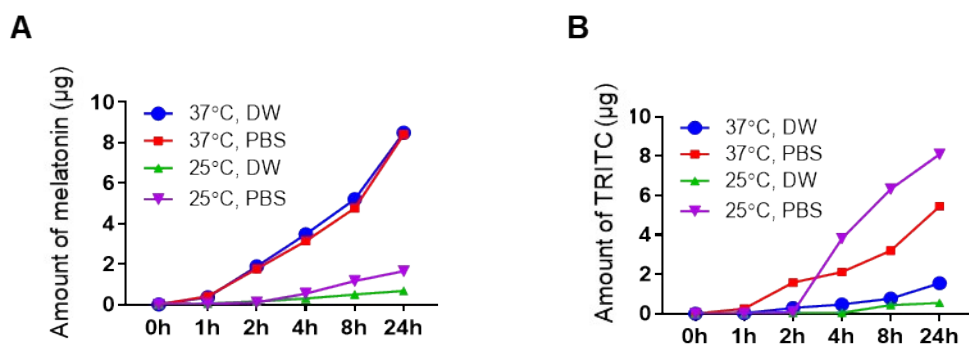 A
B
Amount of melatonin (µg)
10
8
6
4
2
0
37°C, DW
37°C, PBS
25°C, DW
25°C, PBS
0h 1h 2h 4h 8h 24h
Amount of TRITC (µg)
10
8
6
4
2
0
37°C, DW
37°C, PBS
25°C, DW
25°C, PBS
0h 1h 2h 4h 8h 24h